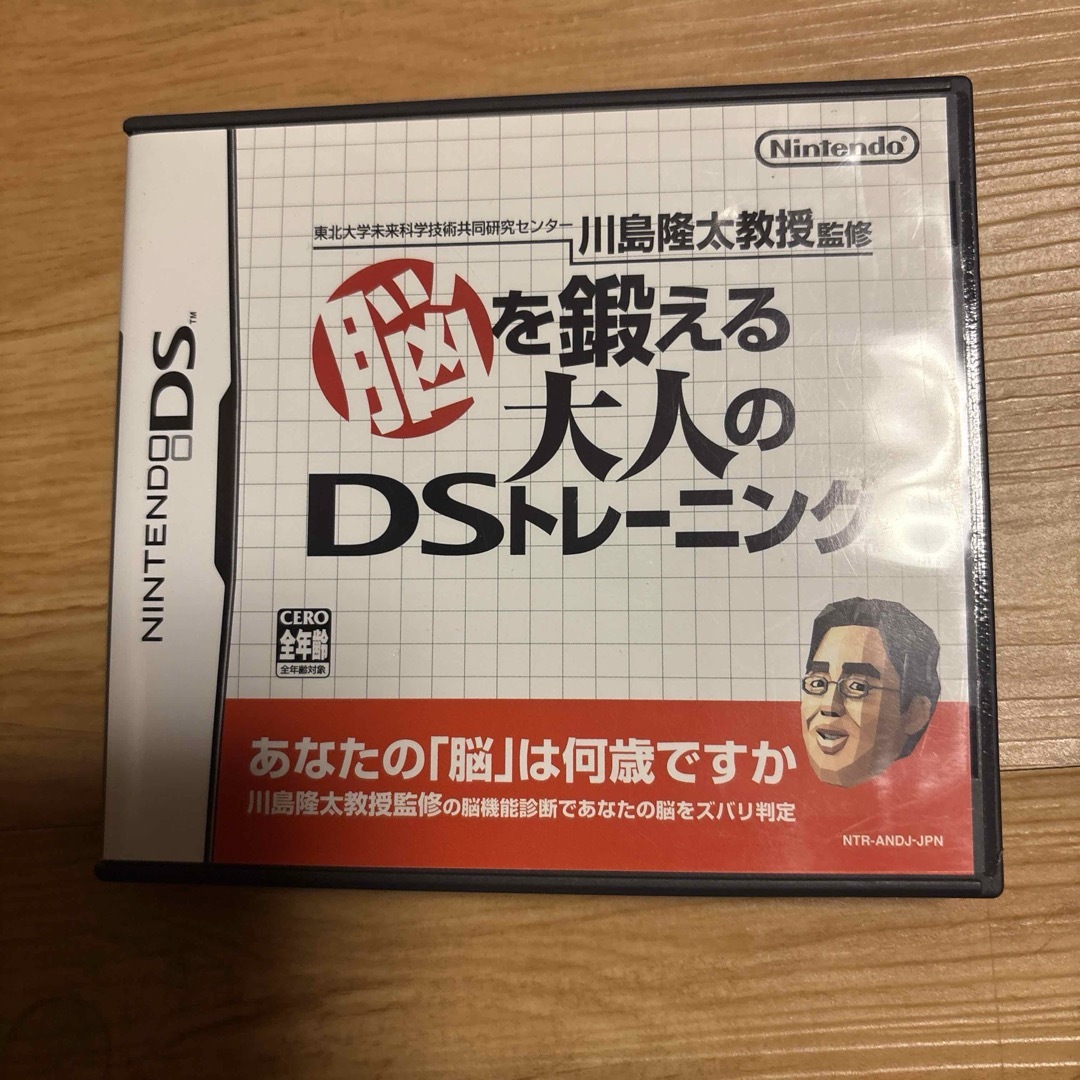 NINTENDO DS™
Nintendo®
東北大学未来科学技術共同研究センター 川島隆太教授監修
脳を鍛える
大人の
DSトレーニング
CERO
全年齢
全年齢対象
あなたの「脳」は何歳ですか
川島隆太教授監修の脳機能診断であなたの脳をズバリ判定
NTR-ANDJ-JPN